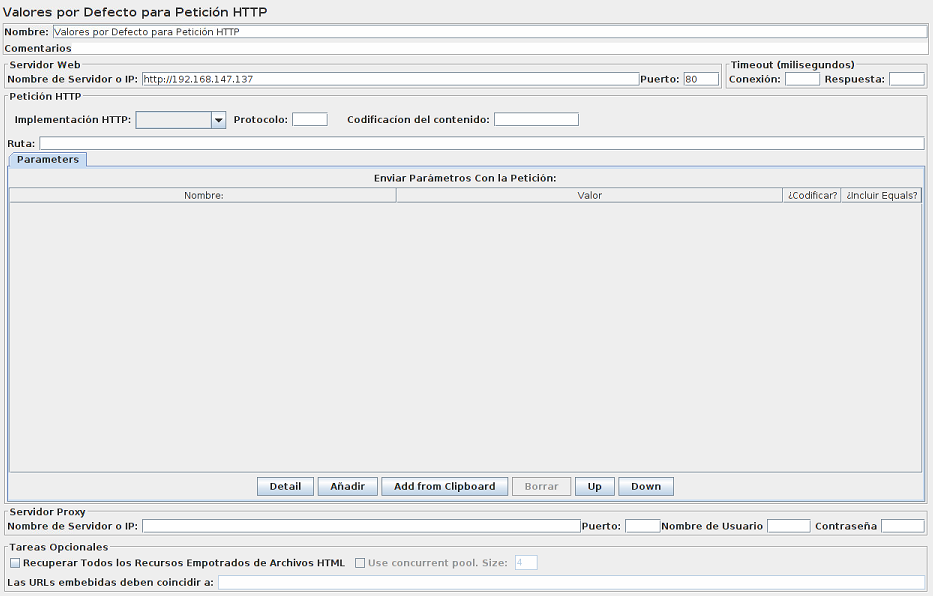 Valores por Defecto para Petición HTTP
Nombre: Valores por Defecto para Petición HTTP
Comentarios
Servidor Web
Nombre de Servidor o IP: http://192.168.147.137 Puerto: 80
Timeout (milisegundos)
Conexión: Respuesta:
Petición HTTP
Implementación HTTP: Protocolo: Codificacíon del contenido:
Ruta:
Parameters
Enviar Parámetros Con la Petición:
Nombre: Valor ¿Codificar? ¿Incluir Equals?
Detail Añadir Add from Clipboard Borrar Up Down
Servidor Proxy
Nombre de Servidor o IP: Puerto: Nombre de Usuario Contraseña
Tareas Opcionales
Recuperar Todos los Recursos Empotrados de Archivos HTML Use concurrent pool. Size: 4
Las URLs embebidas deben coincidir a: